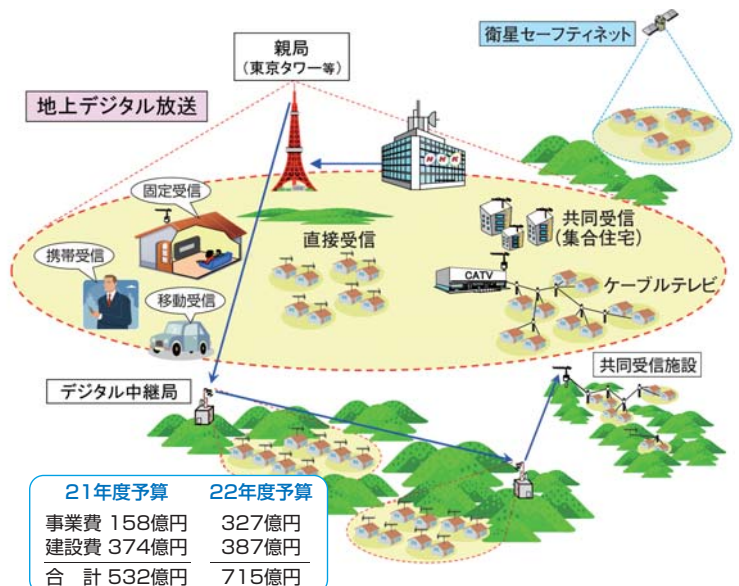 親局
(東京タワー等)
衛星セーフティネット
地上デジタル放送
NHK
固定受信
携帯受信
移動受信
直接受信
共同受信
(集合住宅)
CATV
ケーブルテレビ
デジタル中継局
共同受信施設
21年度予算 22年度予算
事業費 158億円 327億円
建設費 374億円 387億円
合 計 532億円 715億円